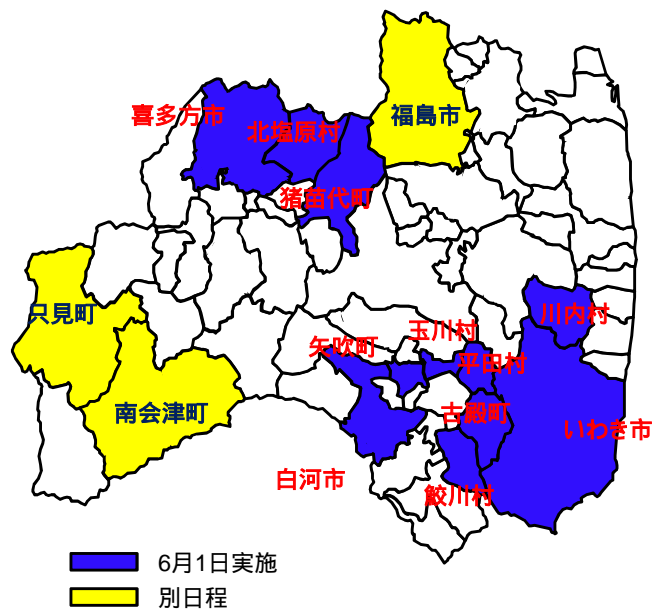 喜多方市
福島市
北塩原村
猪苗代町
只見町
川内村
玉川村
矢吹町
平田村
南会津町
古殿町
いわき市
白河市
鮫川村
6月1日実施
別日程